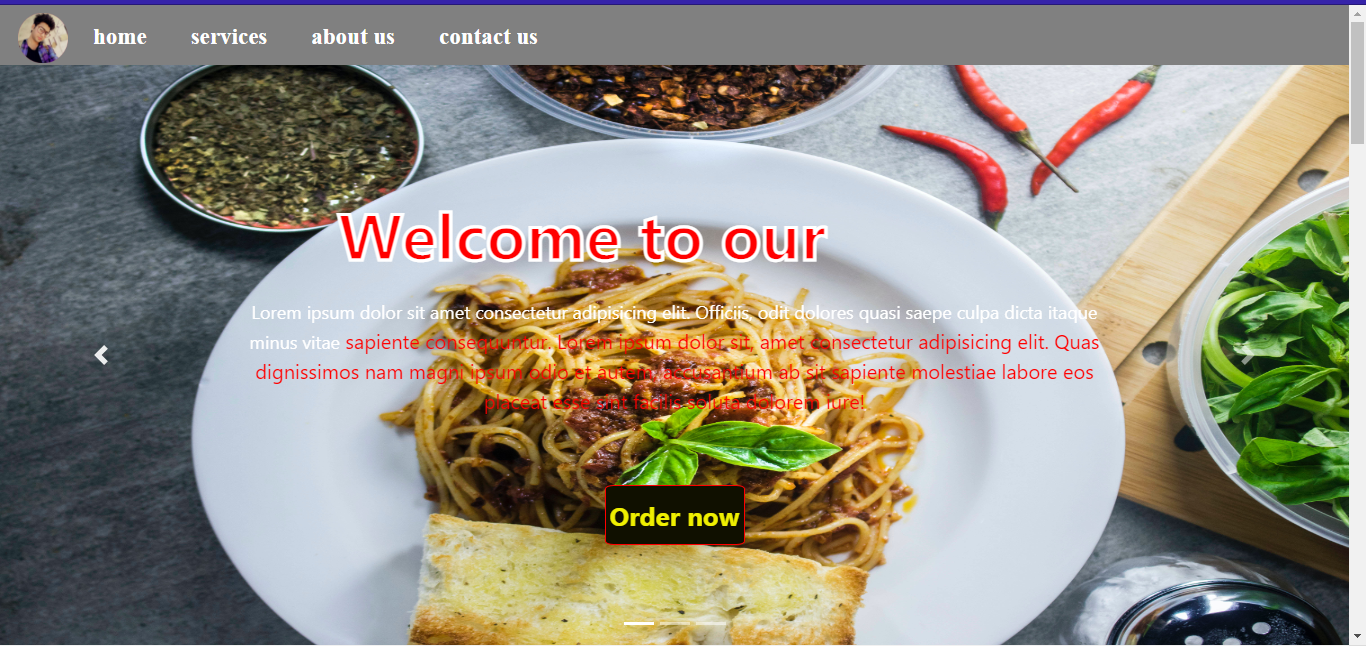 home services about us contact us
Welcome to our
Lorem ipsum dolor sit amet consectetur adipisicing elit. Officiis, odit dolores quasi saepe culpa dicta itaque
minus vitae sapiente consequuntur. Lorem ipsum dolor sit, amet consectetur adipisicing elit. Quas
dignissimos nam magni ipsum odio et autem, accusantium ab sit sapiente molestiae labore eos
placeat esse sint facilis soluta dolorem iure!
Order now